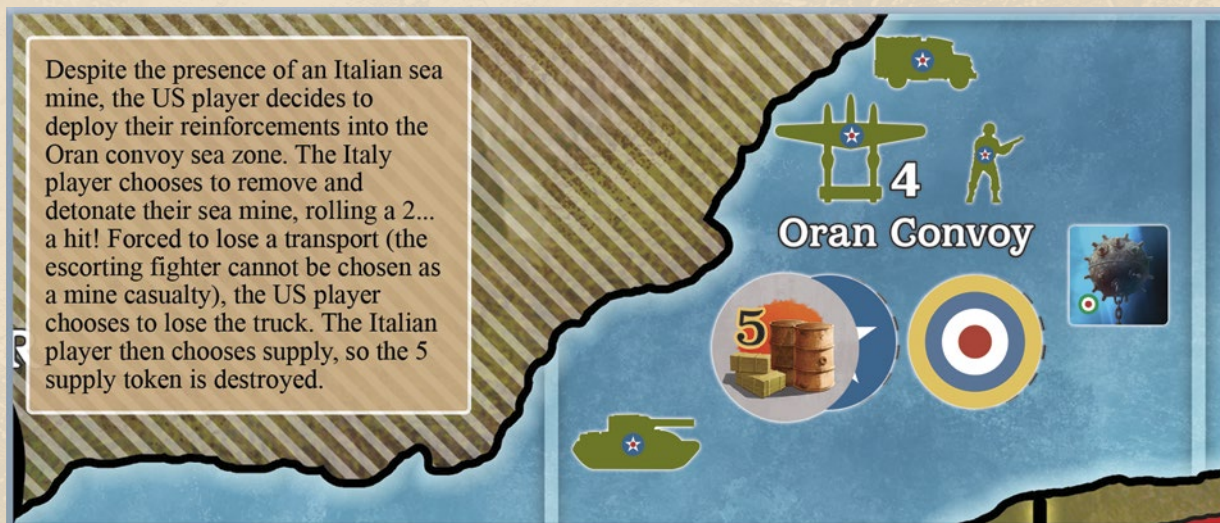 Despite the presence of an Italian sea
mine, the US player decides to
deploy their reinforcements into the
Oran convoy sea zone. The Italy
player chooses to remove and
detonate their sea mine, rolling a 2...
a hit! Forced to lose a transport (the
escorting fighter cannot be chosen as
a mine casualty), the US player
chooses to lose the truck. The Italian
player then chooses supply, so the 5
supply token is destroyed.
4
Oran Convoy
5